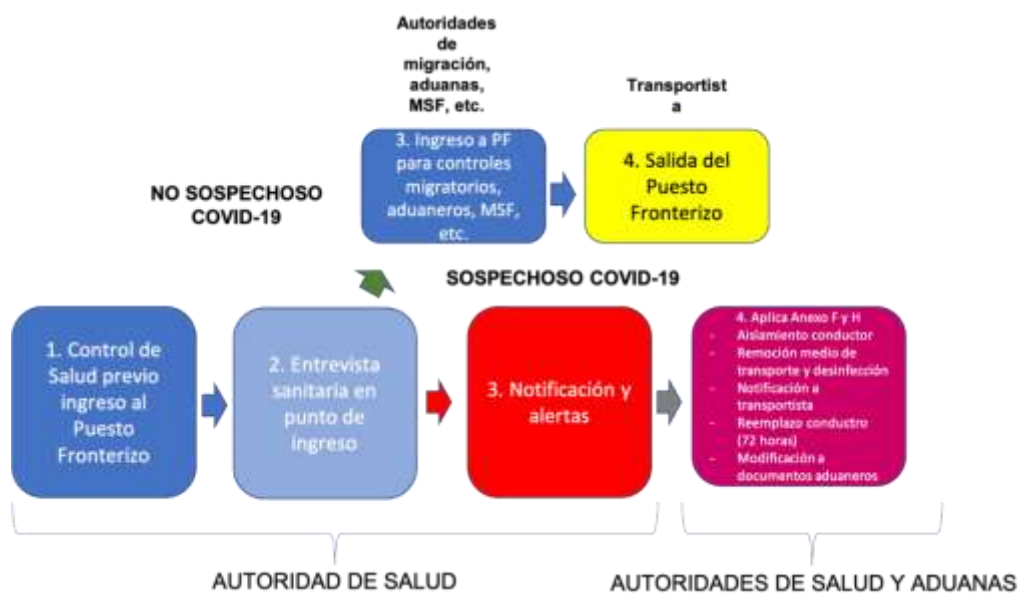 Autoridades
de
migración,
aduanas,
MSF, etc.
Transportist
a
3. Ingreso a PF
para controles
migratorios,
aduaneros, MSF,
etc.
4. Salida del
Puesto
Fronterizo
NO SOSPECHOSO
COVID-19
SOSPECHOSO COVID-19
1. Control de
Salud previo
ingreso al
Puesto
Fronterizo
2. Entrevista
sanitaria en
punto de
ingreso
3. Notificación y
alertas
4. Aplica Anexo F y H
- Aislamiento conductor
- Remoción medio de
transporte y desinfección
- Notificación a
transportista
- Reemplazo conductro
(72 horas)
- Modificación a
documentos aduaneros
AUTORIDAD DE SALUD
AUTORIDADES DE SALUD Y ADUANAS